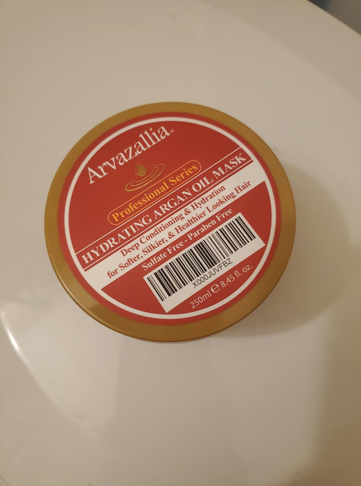 Arvazallia®
Professional Series
HYDRATING ARGAN OIL MASK
Deep Conditioning & Hydration
for Softer, Silkier, & Healthier Looking Hair
Sulfate Free - Paraben Free
250ml ℮ 8.45 fl. oz.